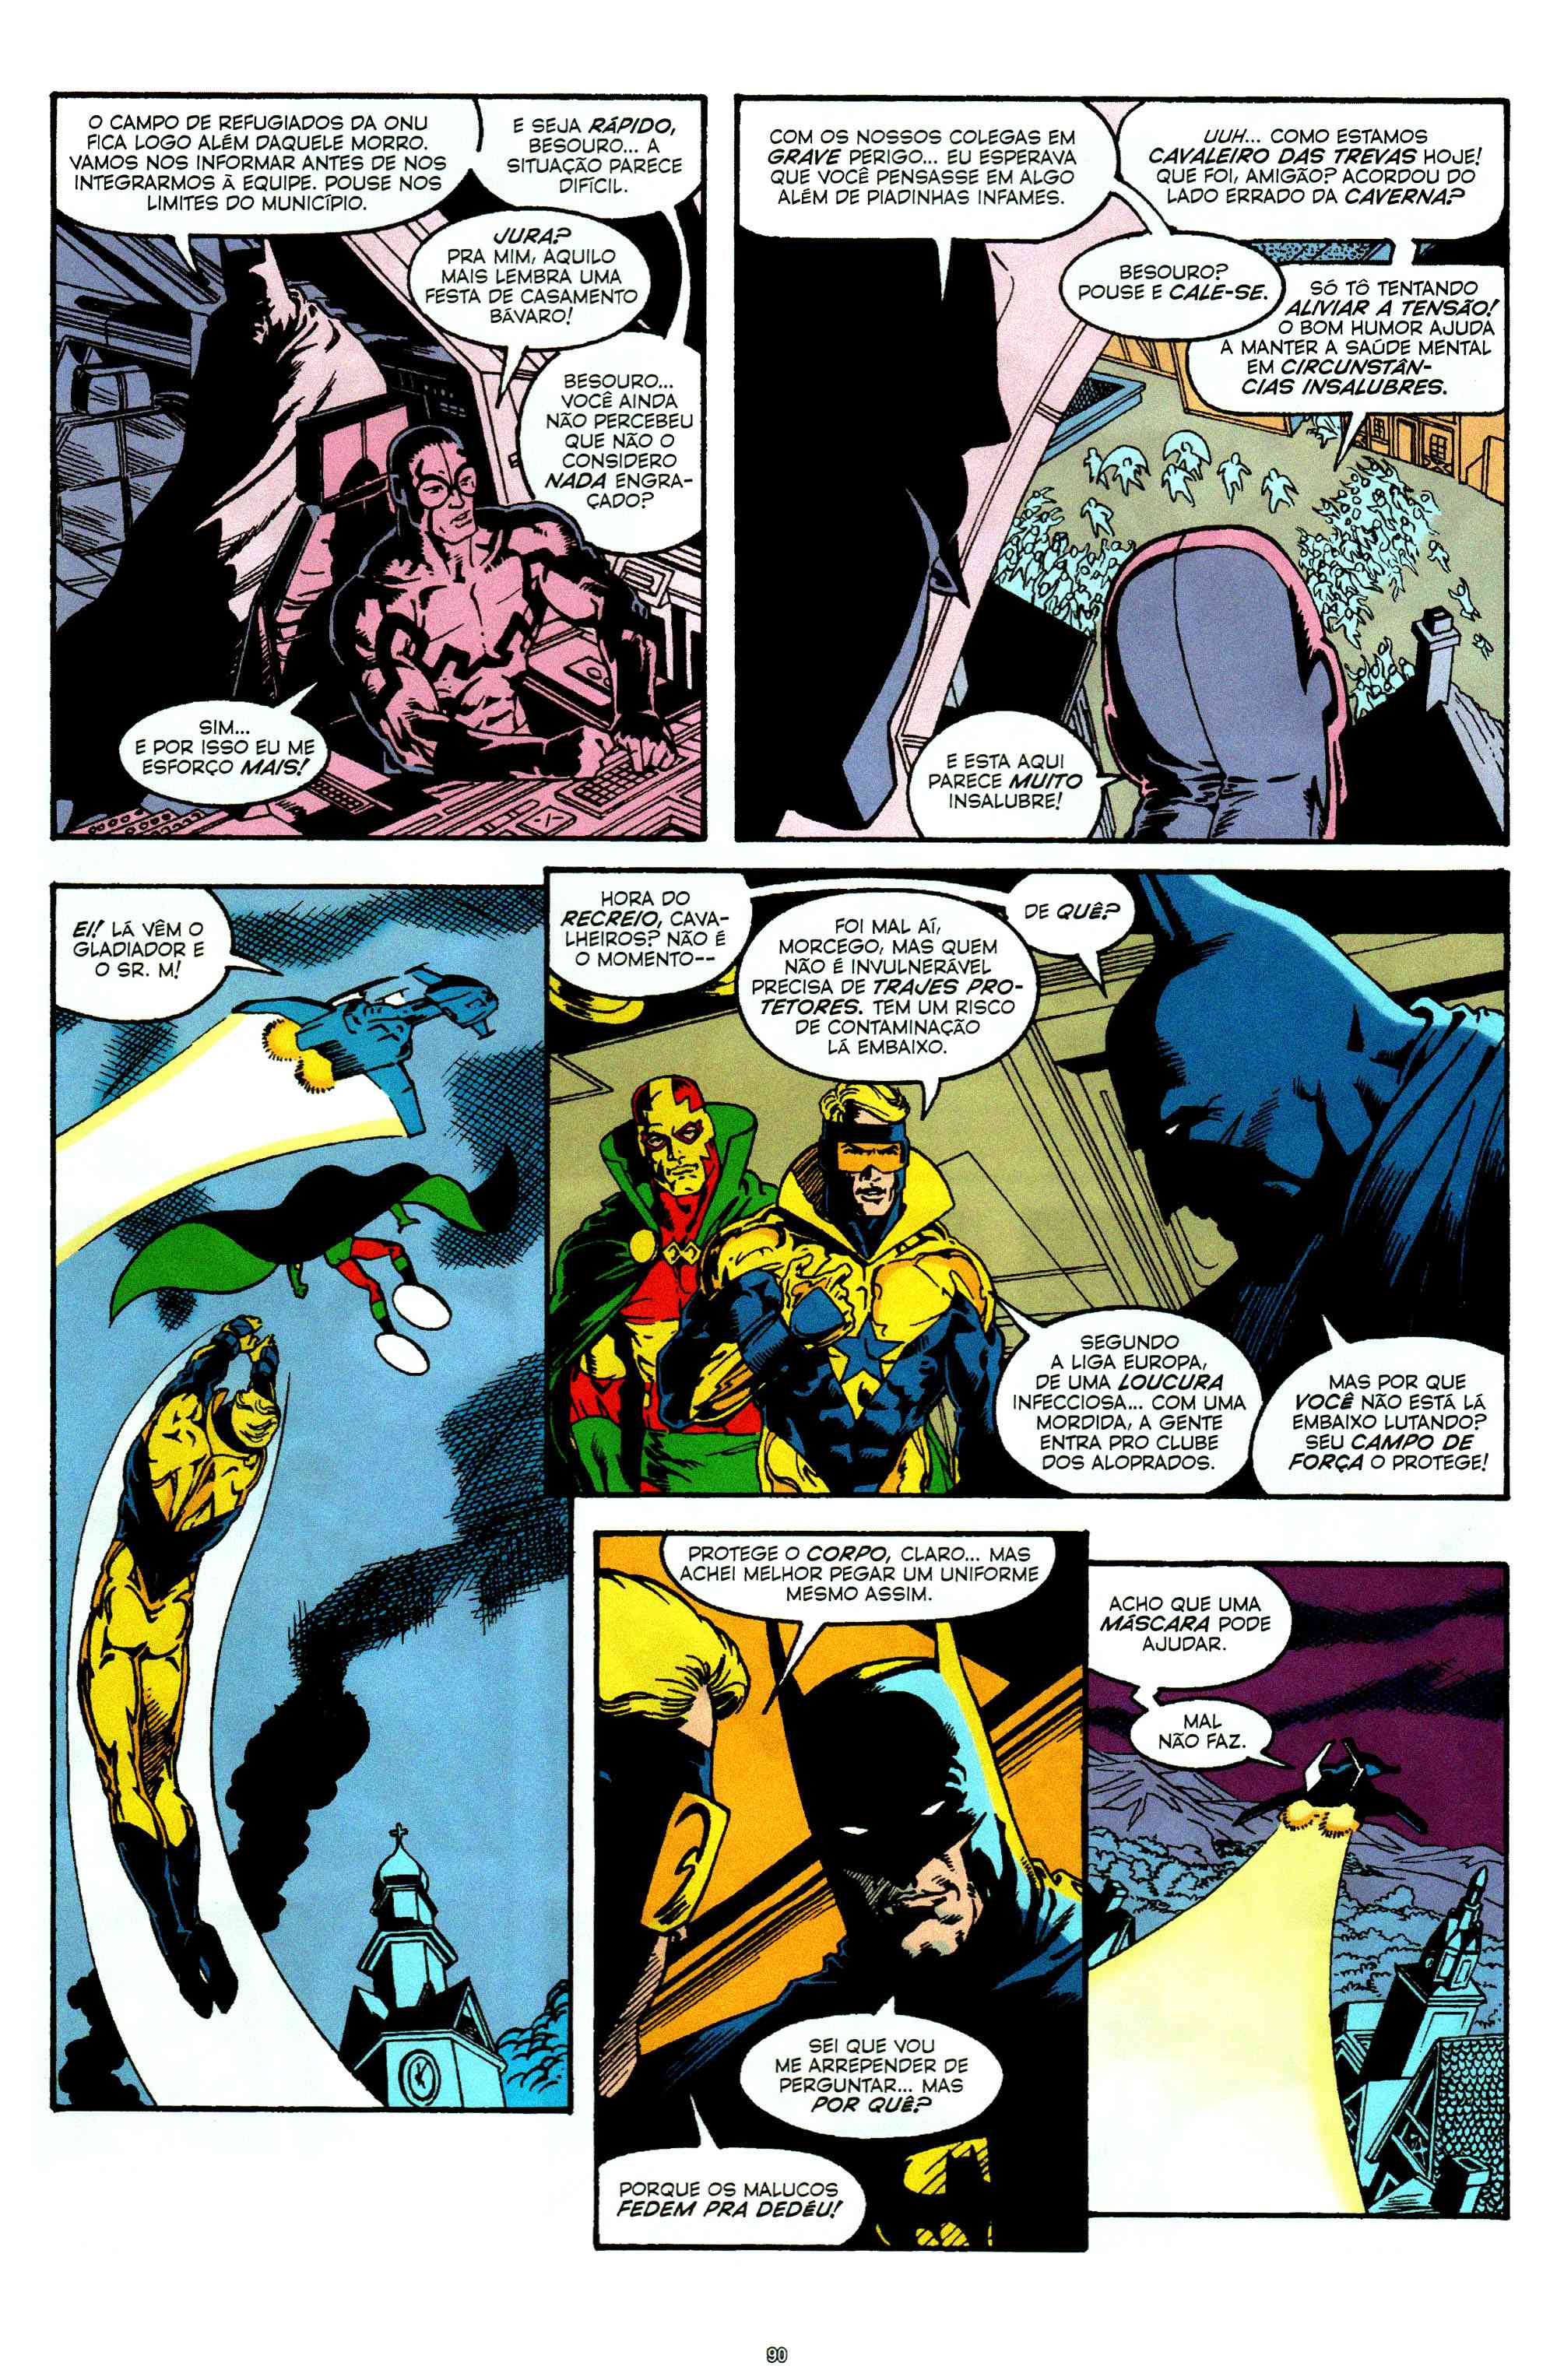 O CAMPO DE REFUGIADOS DA ONU
FICA LOGO ALÉM DAQUELE MORRO.
VAMOS NOS INFORMAR ANTES DE NOS
INTEGRARMOS À EQUIPE. POUSE NOS
LIMITES DO MUNICÍPIO.
E SEJA RÁPIDO,
BESOURO... A
SITUAÇÃO PARECE
DIFÍCIL.
JURA?
PRA MIM, AQUILO
MAIS LEMBRA UMA
FESTA DE CASAMENTO
BÁVARO!
BESOURO...
VOCÊ AINDA
NÃO PERCEBEU
QUE NÃO O
CONSIDERO
NADA ENGRA-
ÇADO?
SIM...
E POR ISSO EU ME
ESFORÇO MAIS!
COM OS NOSSOS COLEGAS EM
GRAVE PERIGO... EU ESPERAVA
QUE VOCÊ PENSASSE EM ALGO
ALÉM DE PIADINHAS INFAMES.
UUH... COMO ESTAMOS
CAVALEIRO DAS TREVAS HOJE!
QUE FOI, AMIGÃO? ACORDOU DO
LADO ERRADO DA CAVERNA?
BESOURO?
POUSE E CALE-SE.
SÓ TÔ TENTANDO
ALIVIAR A TENSÃO!
O BOM HUMOR AJUDA
A MANTER A SAÚDE MENTAL
EM CIRCUNSTÂN-
CIAS INSALUBRES.
E ESTA AQUI
PARECE MUITO
INSALUBRE!
EI! LÁ VÊM O
GLADIADOR E
O SR. M!
HORA DO
RECREIO, CAVA-
LHEIROS? NÃO É
O MOMENTO--
FOI MAL AÍ,
MORCEGO, MAS QUEM
NÃO É INVULNERÁVEL
PRECISA DE TRAJES PRO-
TETORES. TEM UM RISCO
DE CONTAMINAÇÃO
LÁ EMBAIXO.
DE QUÊ?
SEGUNDO
A LIGA EUROPA,
DE UMA LOUCURA
INFECCIOSA... COM UMA
MORDIDA, A GENTE
ENTRA PRO CLUBE
DOS ALOPRADOS.
MAS POR QUE
VOCÊ NÃO ESTÁ LÁ
EMBAIXO LUTANDO?
SEU CAMPO DE
FORÇA O PROTEGE!
PROTEGE O CORPO, CLARO... MAS
ACHEI MELHOR PEGAR UM UNIFORME
MESMO ASSIM.
SEI QUE VOU
ME ARREPENDER DE
PERGUNTAR... MAS
POR QUÊ?
PORQUE OS MALUCOS
FEDEM PRA DEDÉU!
ACHO QUE UMA
MÁSCARA PODE
AJUDAR.
MAL
NÃO FAZ.
90